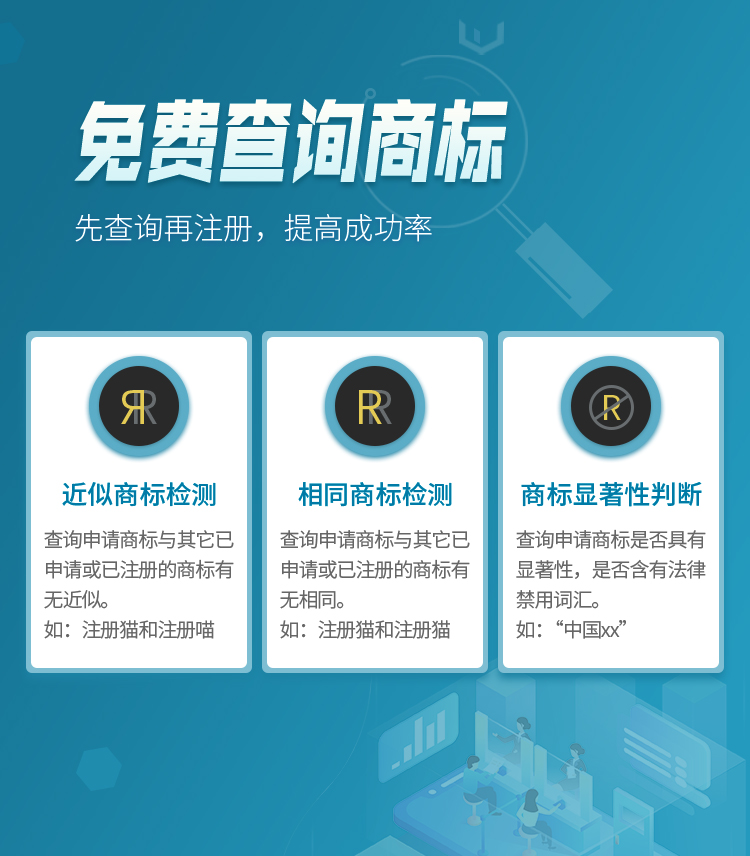 免费查询商标
先查询再注册，提高成功率
近似商标检测
查询申请商标与其它已
申请或已注册的商标有
无近似。
如：注册猫和注册喵
相同商标检测
查询申请商标与其它已
申请或已注册的商标有
无相同。
如：注册猫和注册猫
R
商标显著性判断
查询申请商标是否具有
显著性，是否含有法律
禁用词汇。
如：“中国xx”